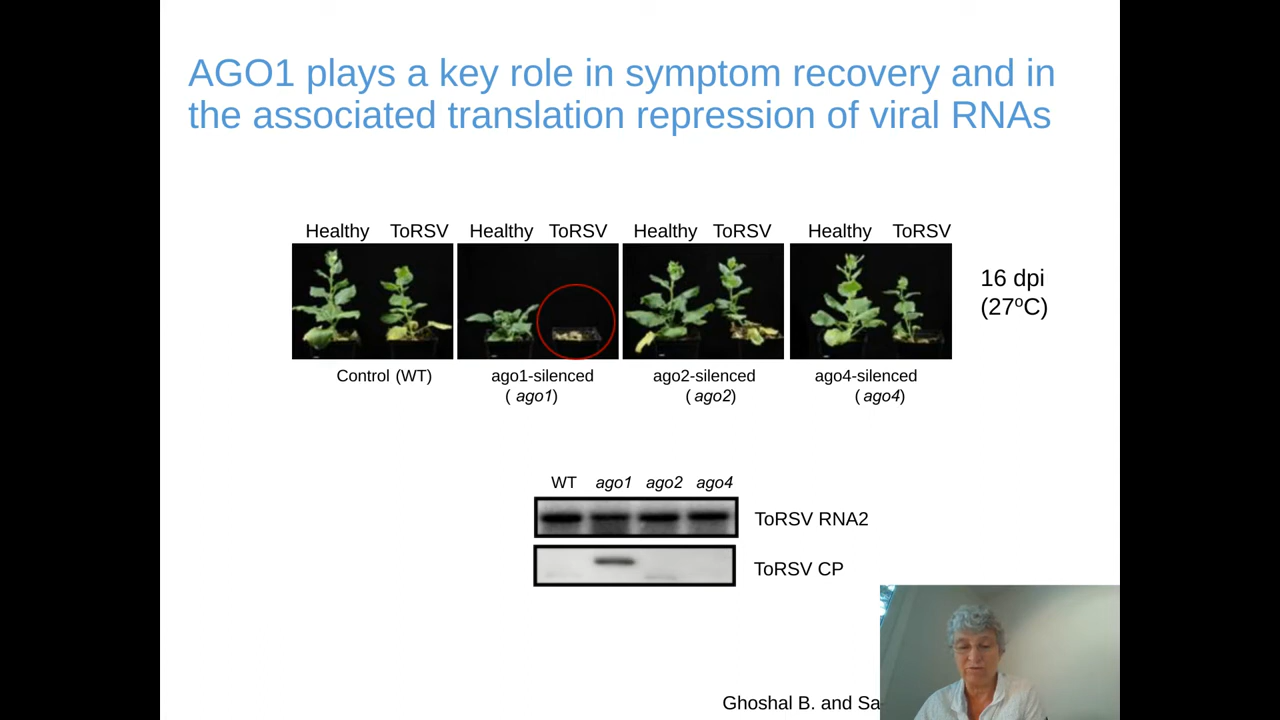 AGO1 plays a key role in symptom recovery and in
the associated translation repression of viral RNAs
Healthy ToRSV Healthy ToRSV Healthy ToRSV Healthy ToRSV
16 dpi
(27ºC)
Control (WT) ago1-silenced ago2-silenced ago4-silenced
( ago1) ( ago2) ( ago4)
WT ago1 ago2 ago4
ToRSV RNA2
ToRSV CP
Ghoshal B. and Sa